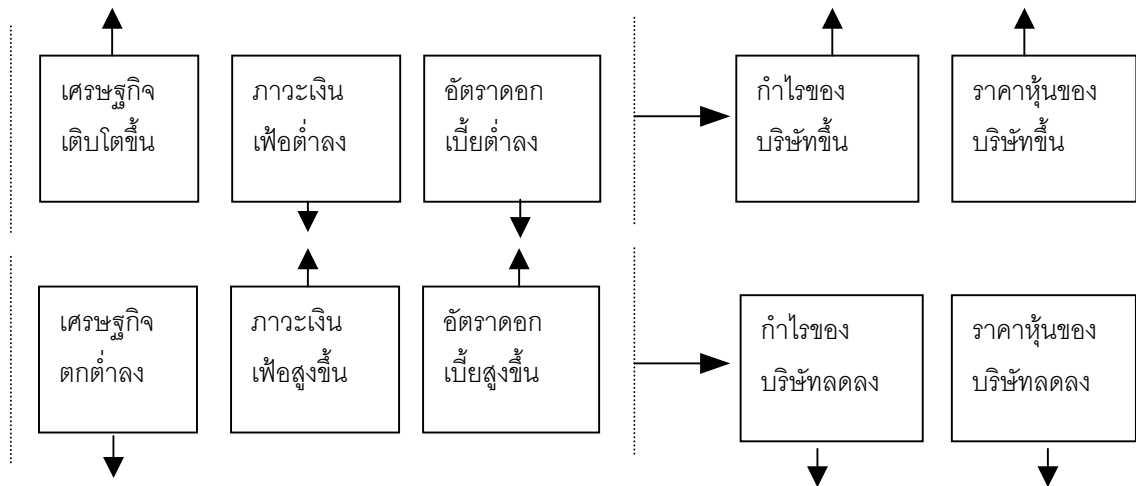 เศรษฐกิจ
เติบโตขึ้น
ภาวะเงิน
เฟ้อต่ำลง
อัตราดอก
เบี้ยต่ำลง
กำไรของ
บริษัทขึ้น
ราคาหุ้นของ
บริษัทขึ้น
เศรษฐกิจ
ตกต่ำลง
ภาวะเงิน
เฟ้อสูงขึ้น
อัตราดอก
เบี้ยสูงขึ้น
กำไรของ
บริษัทลดลง
ราคาหุ้นของ
บริษัทลดลง